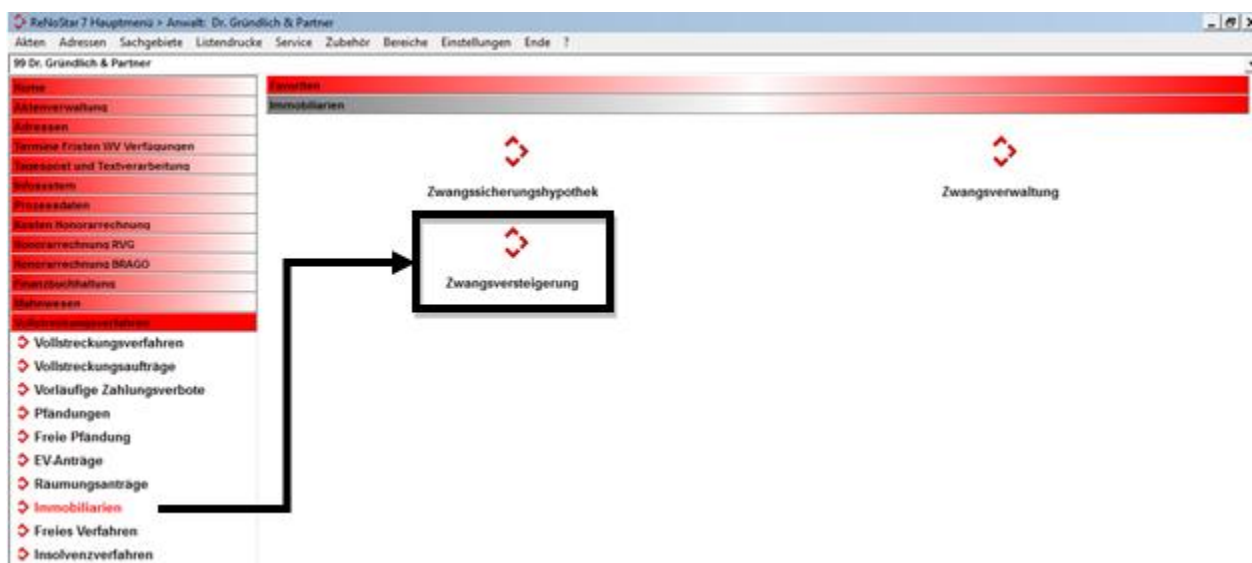 ReNoStar 7 Hauptmenü > Anwalt: Dr. Gründlich & Partner
Akten Adressen Sachgebiete Listendrucke Service Zubehör Bereiche Einstellungen Ende ?
99 Dr. Gründlich & Partner
Home
Aktenverwaltung
Adressen
Termine Fristen WV Verfügungen
Tagespost und Textverarbeitung
Infosystem
Prozessdaten
Kosten Honorarrechnung
Honorarrechnung RVG
Honorarrechnung BRAGO
Finanzbuchhaltung
Mahnwesen
Vollstreckungsverfahren
Vollstreckungsverfahren
Vollstreckungsaufträge
Vorläufige Zahlungsverbote
Pfändungen
Freie Pfändung
EV-Anträge
Räumungsanträge
Immobiliarien
Freies Verfahren
Insolvenzverfahren
Favoriten
Immobiliarien
Zwangssicherungshypothek
Zwangsverwaltung
Zwangsversteigerung